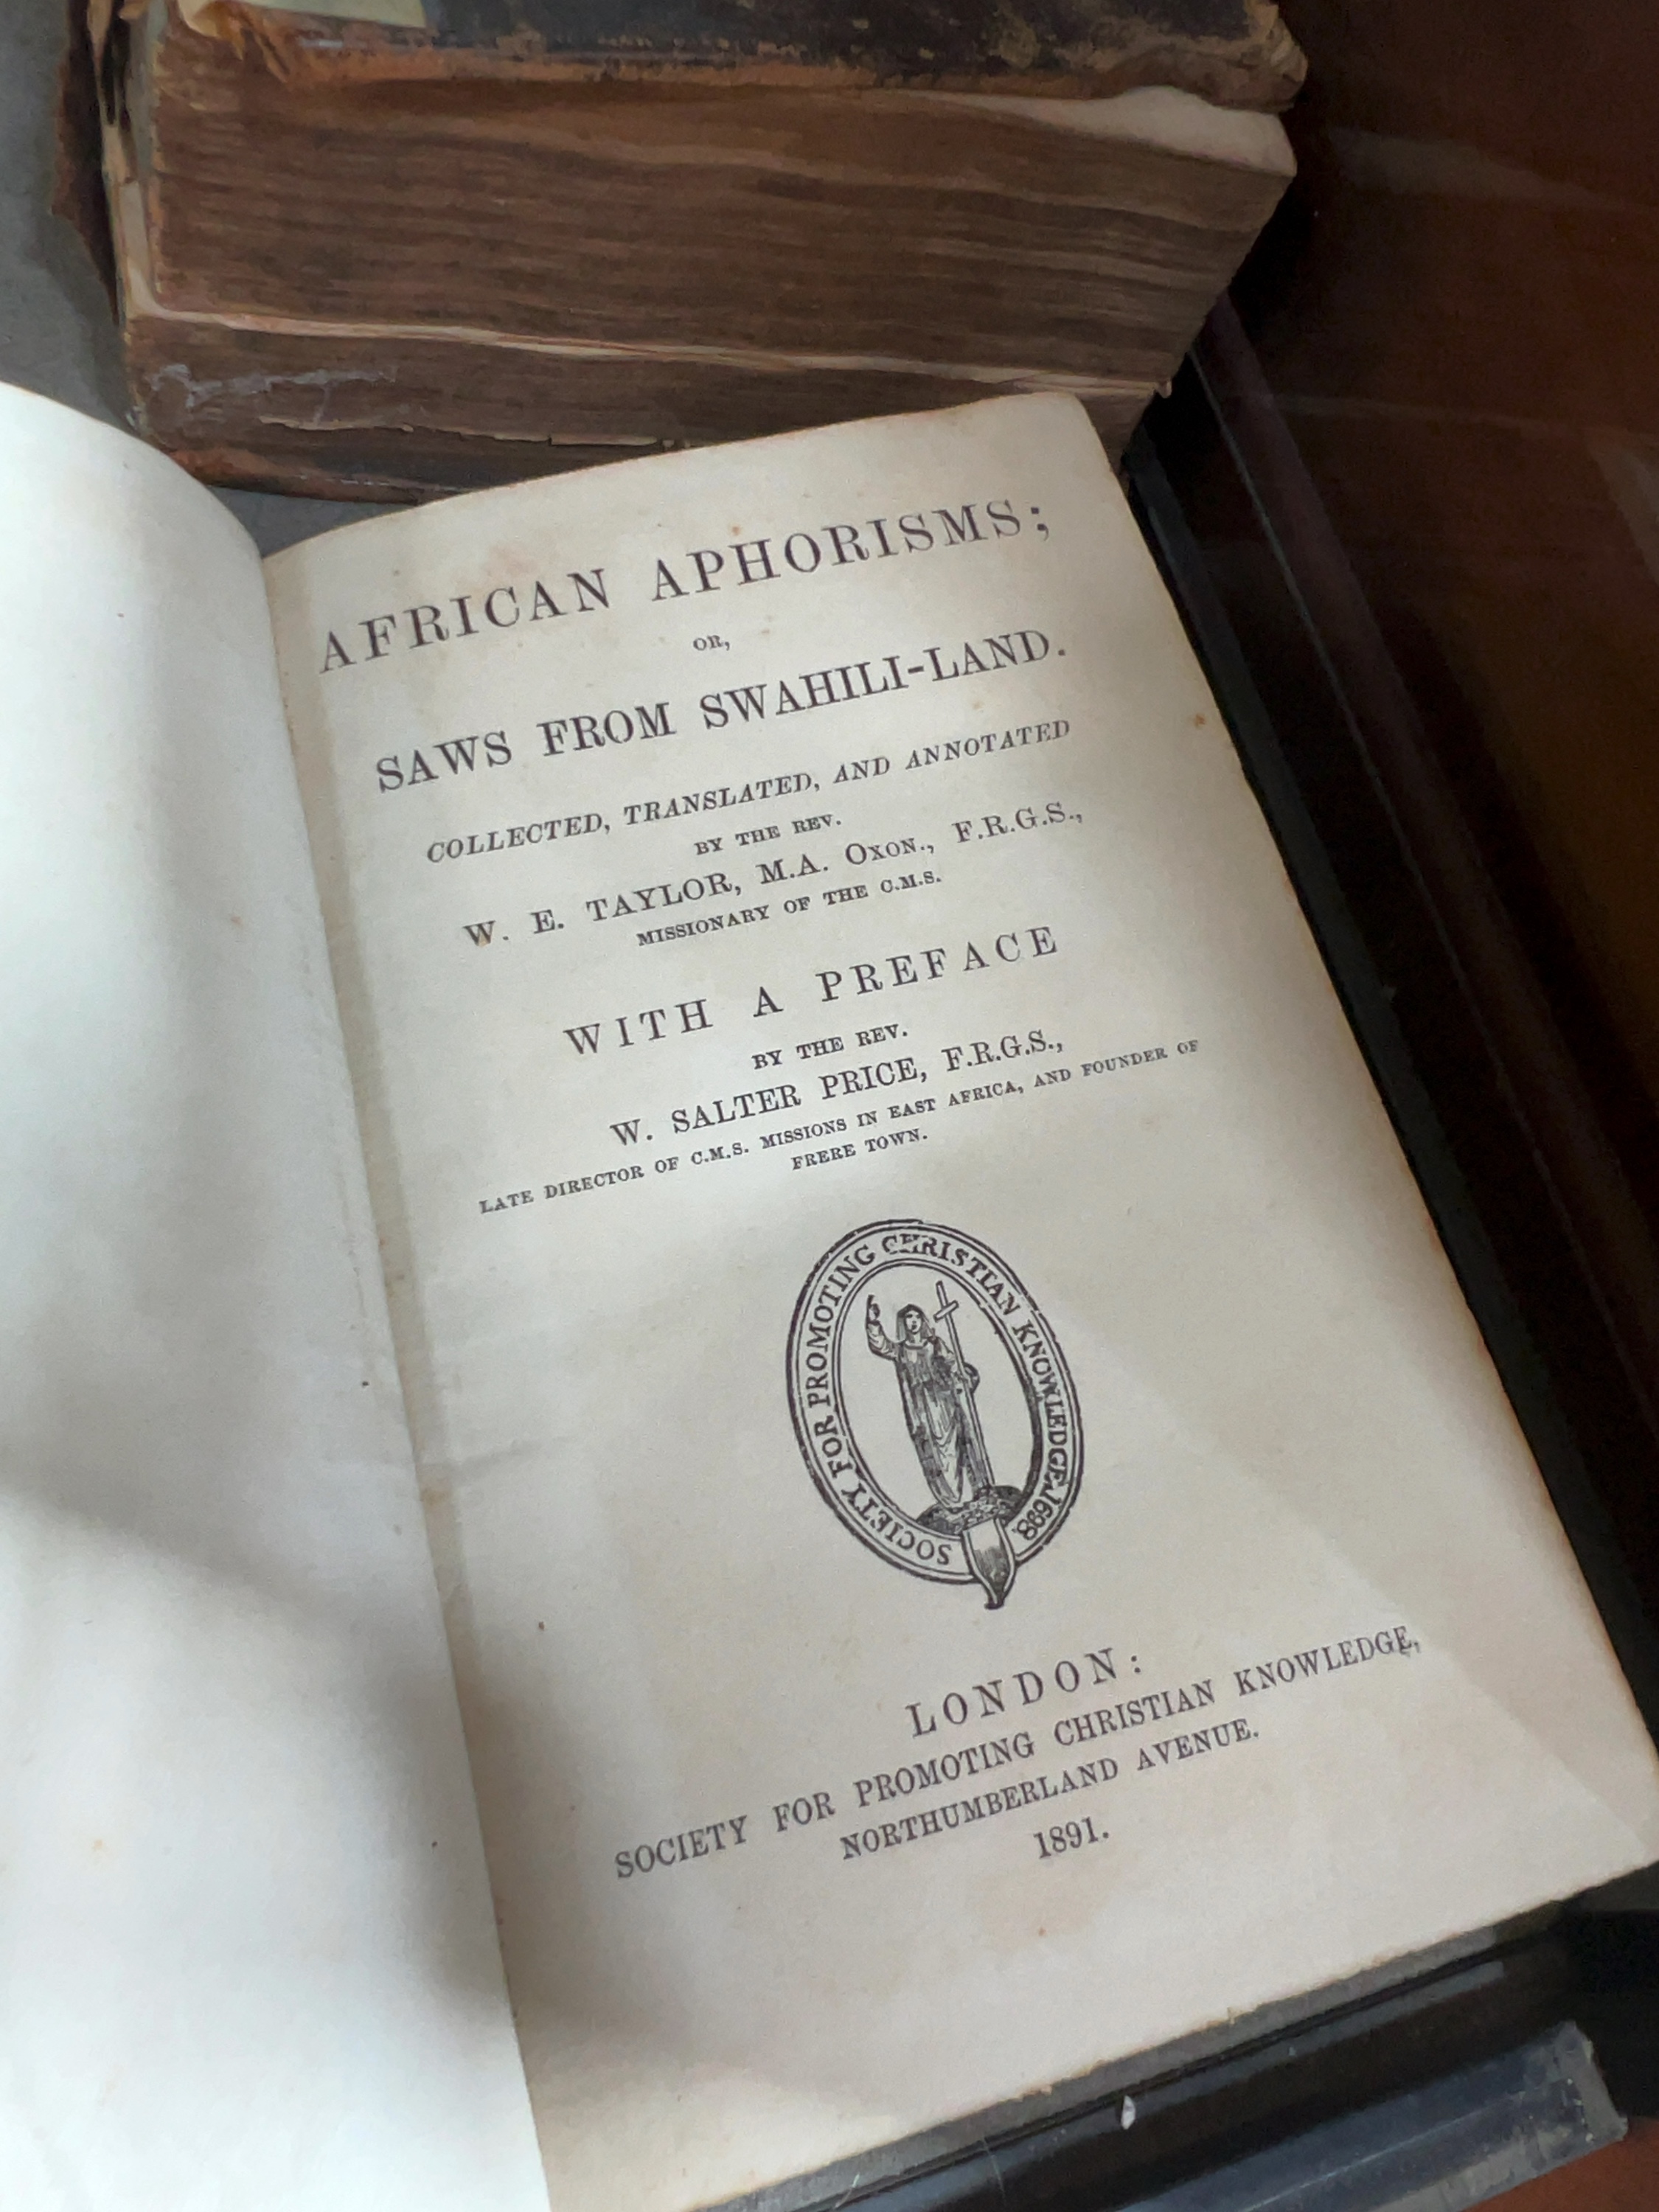 AFRICAN APHORISMS;
OR,
SAWS FROM SWAHILI-LAND.
COLLECTED, TRANSLATED, AND ANNOTATED
BY THE REV.
W. E. TAYLOR, M.A. OXON., F.R.G.S.,
MISSIONARY OF THE C.M.S.
WITH A PREFACE
BY THE REV.
W. SALTER PRICE, F.R.G.S.,
LATE DIRECTOR OF C.M.S. MISSIONS IN EAST AFRICA, AND FOUNDER OF
FRERE TOWN.
SOCIETY FOR PROMOTING CHRISTIAN KNOWLEDGE. 1698.
LONDON:
SOCIETY FOR PROMOTING CHRISTIAN KNOWLEDGE,
NORTHUMBERLAND AVENUE.
1891.